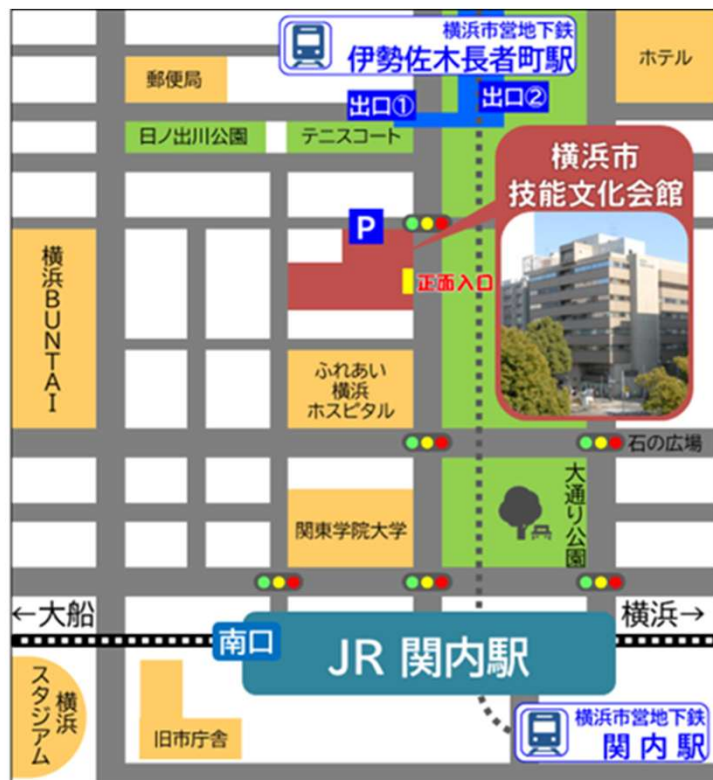 横浜市営地下鉄
伊勢佐木長者町駅
ホテル
郵便局
出口①
出口②
日ノ出川公園
テニスコート
横浜市
技能文化会館
P
正面入口
横浜BUNTAI
ふれあい
横浜
ホスピタル
石の広場
関東学院大学
大通り公園
←大船
横浜→
南口
JR 関内駅
横浜
スタジアム
旧市庁舎
横浜市営地下鉄
関内駅